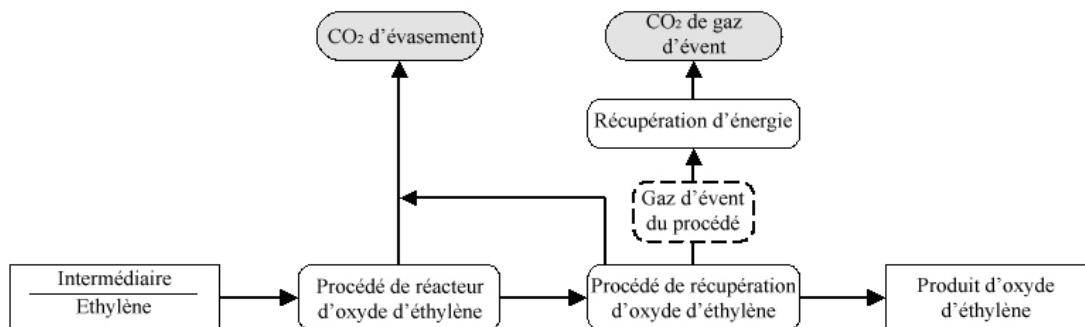 CO₂ d’évasement
CO₂ de gaz
d’évent
Récupération d’énergie
Gaz d’évent
du procédé
Intermédiaire
Ethylène
Procédé de réacteur
d’oxyde d’éthylène
Procédé de récupération
d’oxyde d’éthylène
Produit d’oxyde
d’éthylène